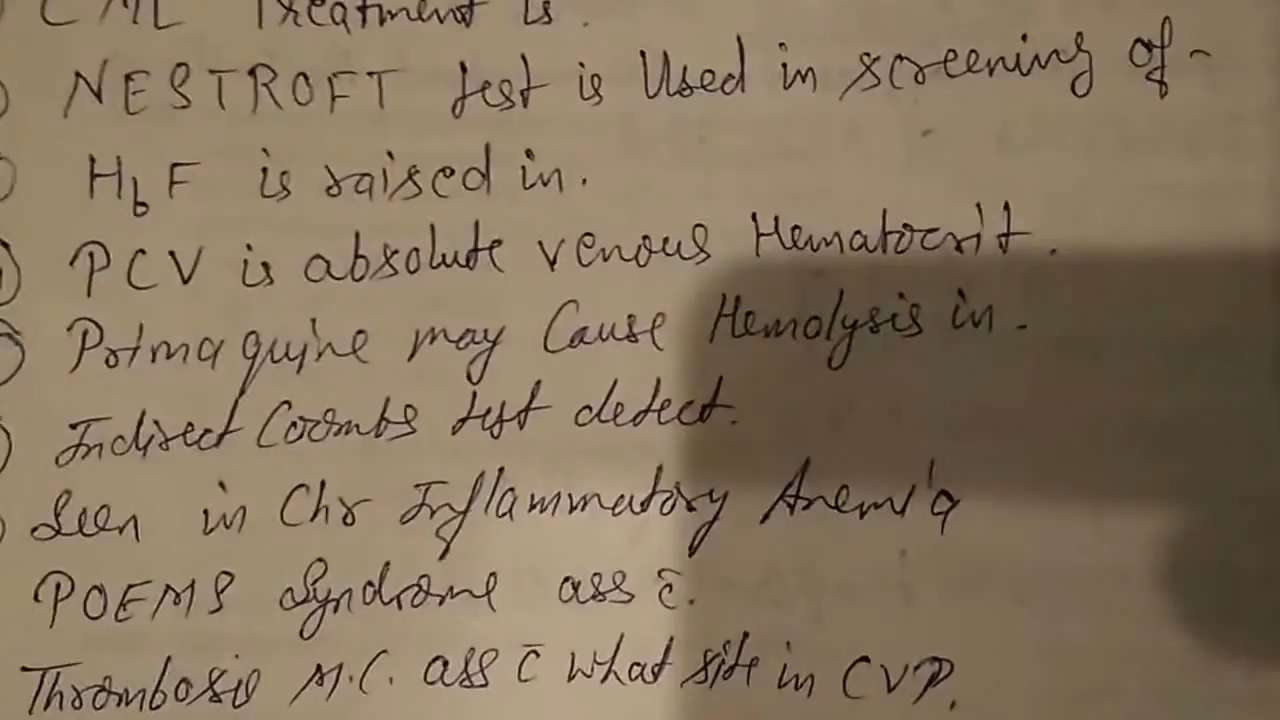 CML Treatment is.
NESTROFT test is Used in screening of -
HbF is raised in.
PCV is absolute venous Hematocrit.
Primaquine may Cause Hemolysis in -
Indirect Coombs test detect.
Seen in Chr Inflammatory Anemia
POEMS Syndrome ass c̄.
Thrombosis M.C. ass c̄ what site in CVP.